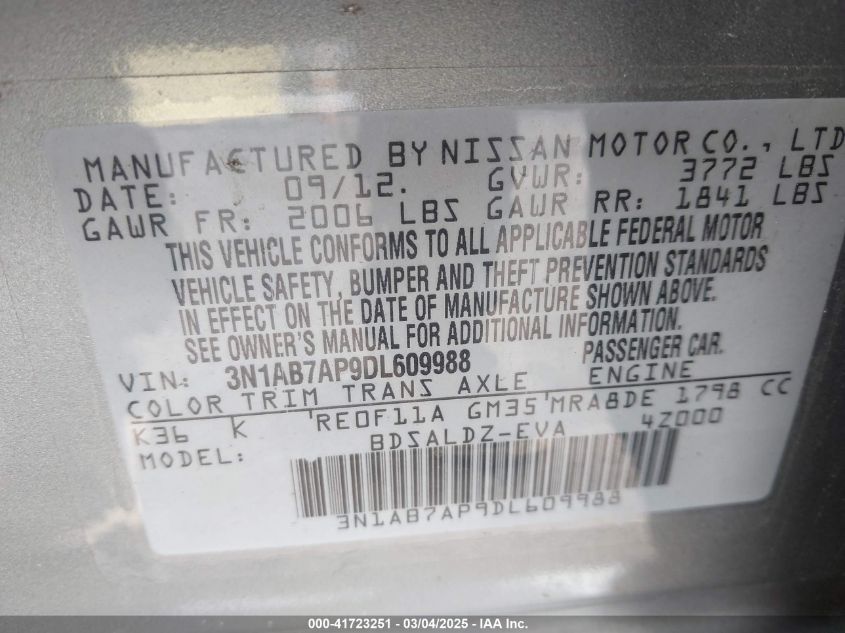 MANUFACTURED BY NISSAN MOTOR CO., LTD
DATE: 09/12. GVWR: 3772 LBS
GAWR FR: 2006 LBS GAWR RR: 1841 LBS
THIS VEHICLE CONFORMS TO ALL APPLICABLE FEDERAL MOTOR
VEHICLE SAFETY, BUMPER AND THEFT PREVENTION STANDARDS
IN EFFECT ON THE DATE OF MANUFACTURE SHOWN ABOVE.
SEE OWNER'S MANUAL FOR ADDITIONAL INFORMATION.
VIN: 3N1AB7AP9DL609988 PASSENGER CAR.
COLOR TRIM TRANS AXLE ENGINE
K36 K 'RE0F11A GM35'MRA8DE 1798 CC
MODEL: BDSALDZ-EVA 4Z000
3N1AB7AP9DL609988
000-41723251 - 03/04/2025 - IAA Inc.